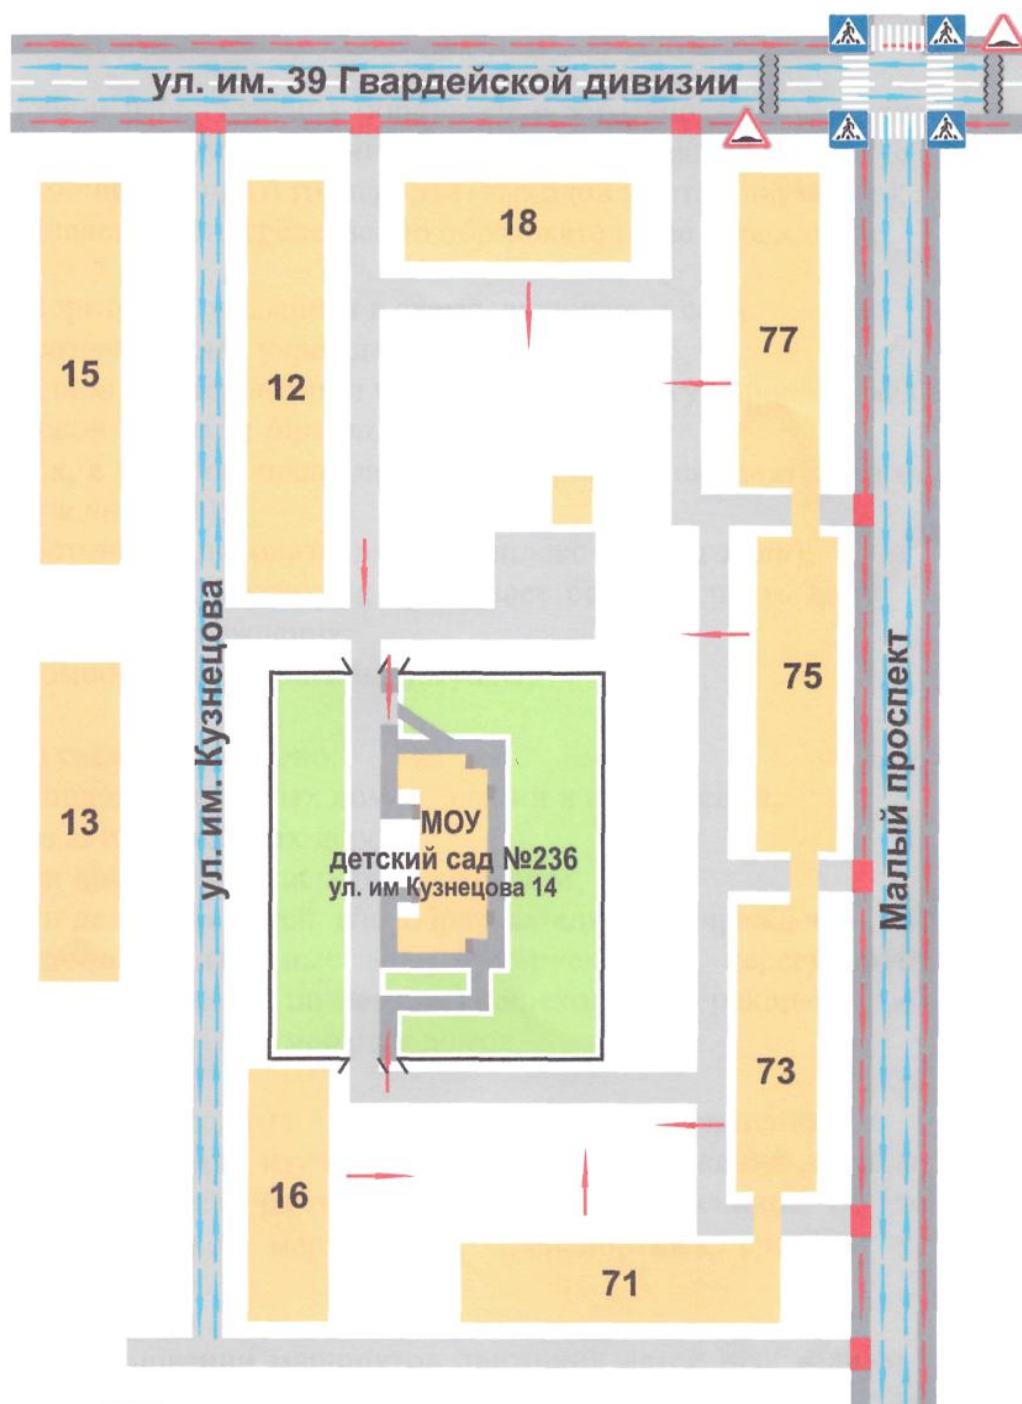 ул. им. 39 Гвардейской дивизии
18
77
15
12
ул. им. Кузнецова
75
Малый проспект
13
МОУ
детский сад №236
ул. им Кузнецова 14
73
16
71